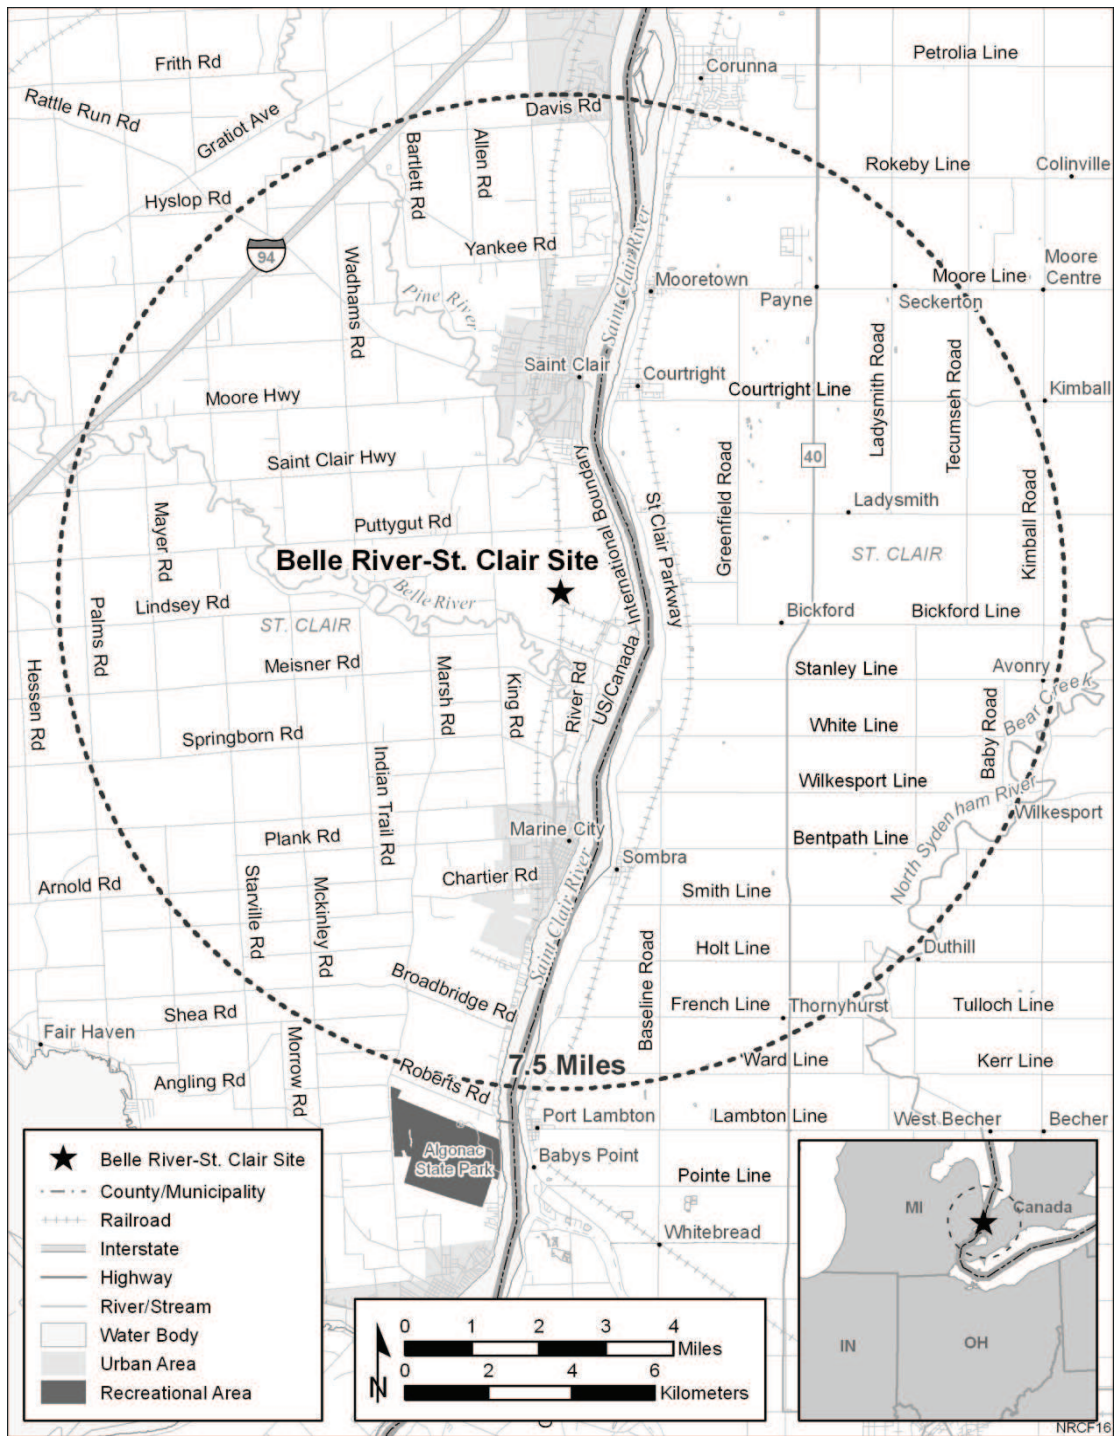 Petrolia Line
Frith Rd
Corunna
Rattle Run Rd
Gratiot Ave
Davis Rd
Bartlett Rd
Allen Rd
Rokeby Line
Colinville
Hyslop Rd
94
Wadhams Rd
Yankee Rd
Saint Clair River
Pine River
Mooretown
Moore Line
Moore
Centre
Payne
Seckerton
Saint Clair
Courtright
Courtright Line
Ladysmith Road
Tecumseh Road
Kimball
Moore Hwy
Saint Clair Hwy
40
Greenfield Road
Kimball Road
Mayer Rd
Puttygut Rd
US/Canada International Boundary
St Clair Parkway
Ladysmith
ST. CLAIR
Belle River-St. Clair Site
Belle River
Lindsey Rd
Palms Rd
ST. CLAIR
Bickford
Bickford Line
Hessen Rd
Meisner Rd
Marsh Rd
King Rd
River Rd
Stanley Line
Avonry
Bear Creek
Baby Road
White Line
Springborn Rd
Indian Trail Rd
Wilkesport Line
North Sydenham River
Wilkesport
Marine City
Plank Rd
Bentpath Line
Sombra
Arnold Rd
Starville Rd
Mckinley Rd
Chartier Rd
Smith Line
Saint Clair River
Baseline Road
Holt Line
Duthill
Broadbridge Rd
French Line
Thornyhurst
Tulloch Line
Shea Rd
Fair Haven
Morrow Rd
Angling Rd
Roberts Rd
7.5 Miles
Ward Line
Kerr Line
Port Lambton
Lambton Line
West Becher
Becher
Algonac
State Park
Babys Point
Pointe Line
Whitebread
Belle River-St. Clair Site
County/Municipality
Railroad
Interstate
Highway
River/Stream
Water Body
Urban Area
Recreational Area
N
0 1 2 3 4
Miles
0 2 4 6
Kilometers
MI
Canada
IN
OH
NRCF16